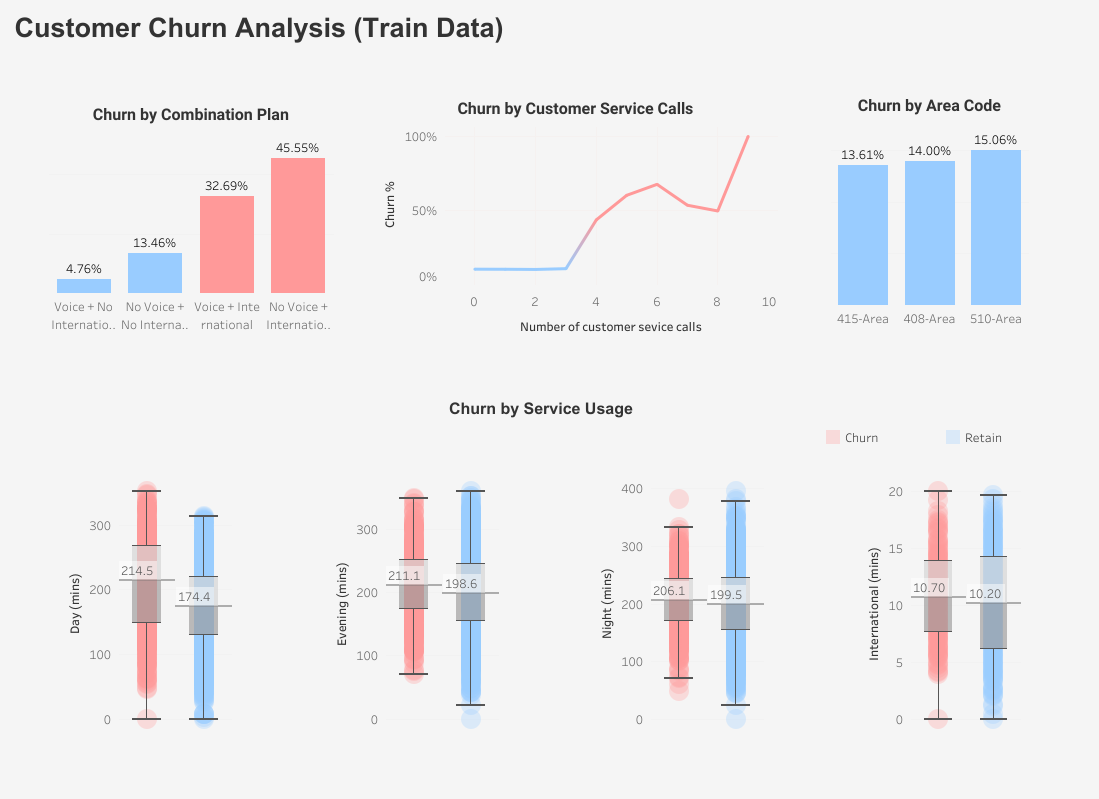 Customer Churn Analysis (Train Data)
Churn by Combination Plan
45.55%
32.69%
13.46%
4.76%
Voice + No
Internatio..
No Voice +
No Interna..
Voice + Inte
rnational
No Voice +
Internatio..
Churn by Customer Service Calls
100%
50%
0%
Churn %
0 2 4 6 8 10
Number of customer sevice calls
Churn by Area Code
13.61% 14.00% 15.06%
415-Area 408-Area 510-Area
Churn by Service Usage
Churn Retain
Day (mins)
300
200
100
0
214.5
174.4
Evening (mins)
300
200
100
0
211.1
198.6
Night (mins)
400
300
200
100
0
206.1
199.5
International (mins)
20
15
10
5
0
10.70
10.20